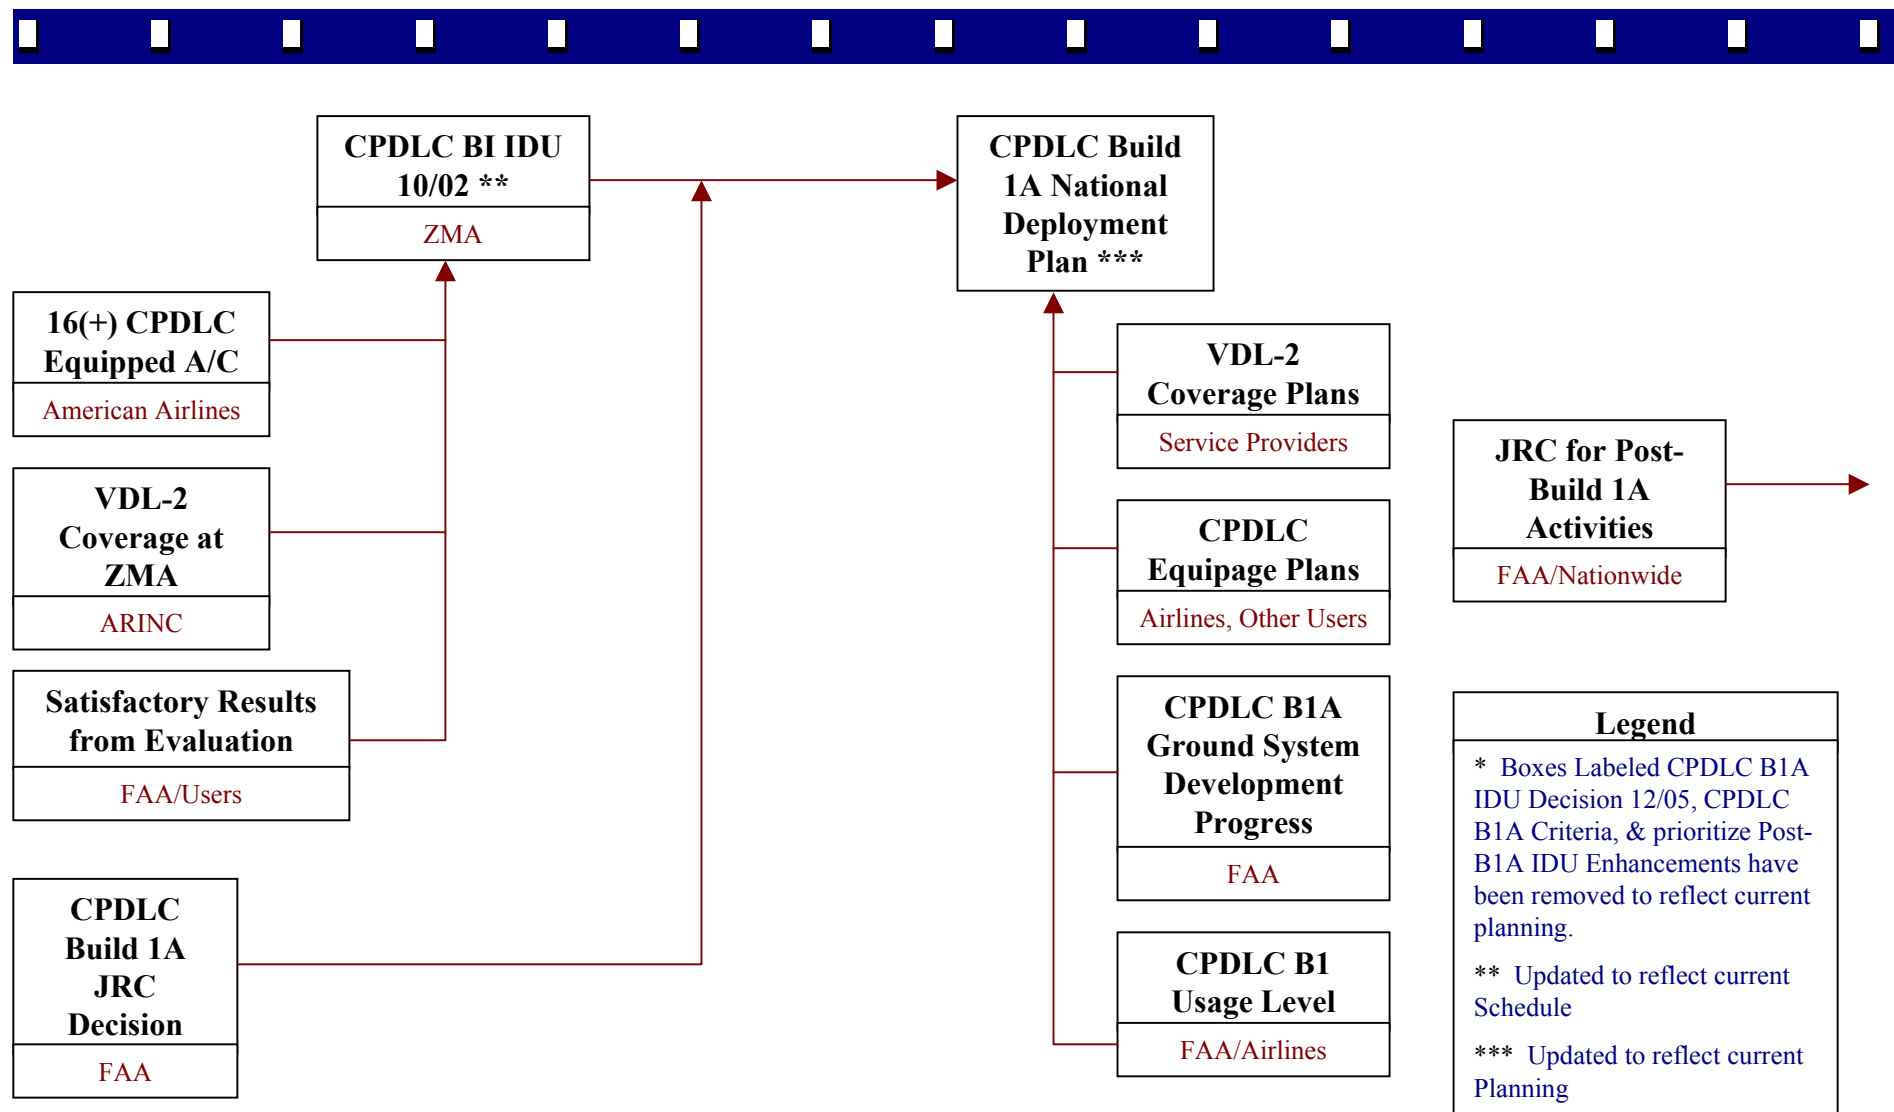 CPDLC BI IDU
10/02 **
ZMA
CPDLC Build
1A National
Deployment
Plan ***
16(+) CPDLC
Equipped A/C
American Airlines
VDL-2
Coverage at
ZMA
ARINC
Satisfactory Results
from Evaluation
FAA/Users
CPDLC
Build 1A
JRC
Decision
FAA
VDL-2
Coverage Plans
Service Providers
CPDLC
Equipage Plans
Airlines, Other Users
CPDLC B1A
Ground System
Development
Progress
FAA
CPDLC B1
Usage Level
FAA/Airlines
JRC for Post-
Build 1A
Activities
FAA/Nationwide
Legend
* Boxes Labeled CPDLC B1A
IDU Decision 12/05, CPDLC
B1A Criteria, & prioritize Post-
B1A IDU Enhancements have
been removed to reflect current
planning.
** Updated to reflect current
Schedule
*** Updated to reflect current
Planning